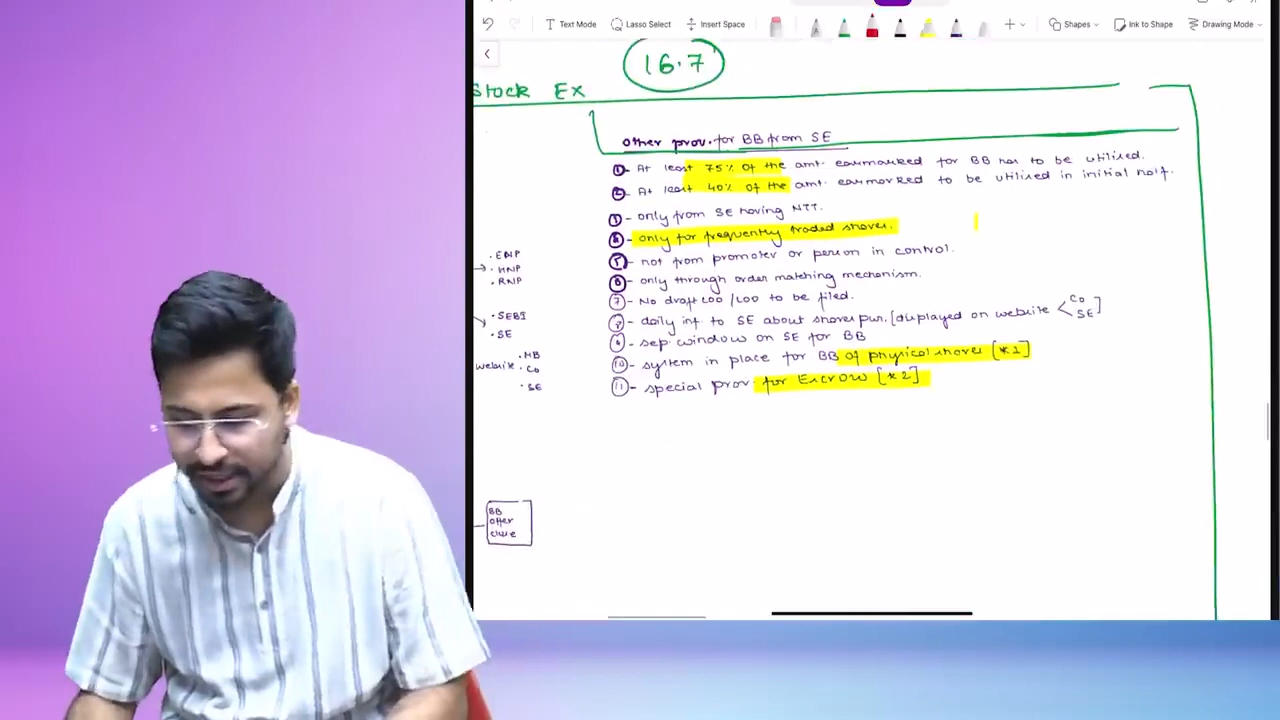 Text Mode Lasso Select Insert Space Shapes Ink to Shape Drawing Mode
16.7
Stock Ex
Other prov. for BB from SE
① - At least 75% of the amt. earmarked for BB has to be utilised.
② - At least 40% of the amt earmarked to be utilised in initial half.
③ - only from SE having NTT.
④ - only for frequently traded shares.
⑤ - not from promoter or person in control.
⑥ - only through order matching mechanism.
⑦ - No draft LOO / LOO to be filed.
⑧ - daily inf. to SE about shares pur. [displayed on website < Co SE]
⑨ - sep. window on SE for BB
⑩ - system in place for BB of physical shares [*1]
⑪ - special prov. for Escrow [*2]
• HNIP
• RNIP
• SEBI
• SE
• MB
website • Co
• SE
BB
offer
close